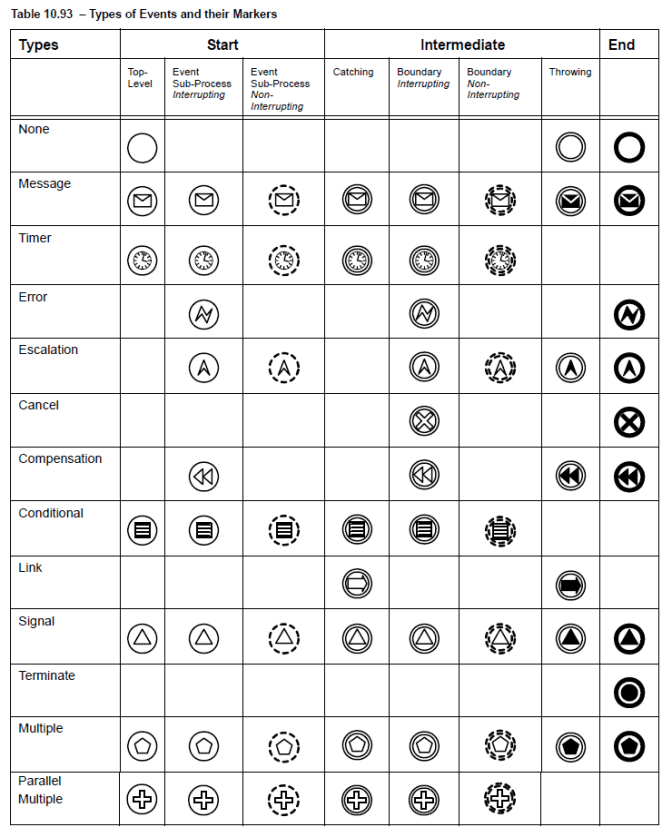 Table 10.93 – Types of Events and their Markers
Types Start Intermediate End
Top-Level Event Sub-Process Interrupting Event Sub-Process Non-Interrupting Catching Boundary Interrupting Boundary Non-Interrupting Throwing
None
Message
Timer
Error
Escalation
Cancel
Compensation
Conditional
Link
Signal
Terminate
Multiple
Parallel
Multiple